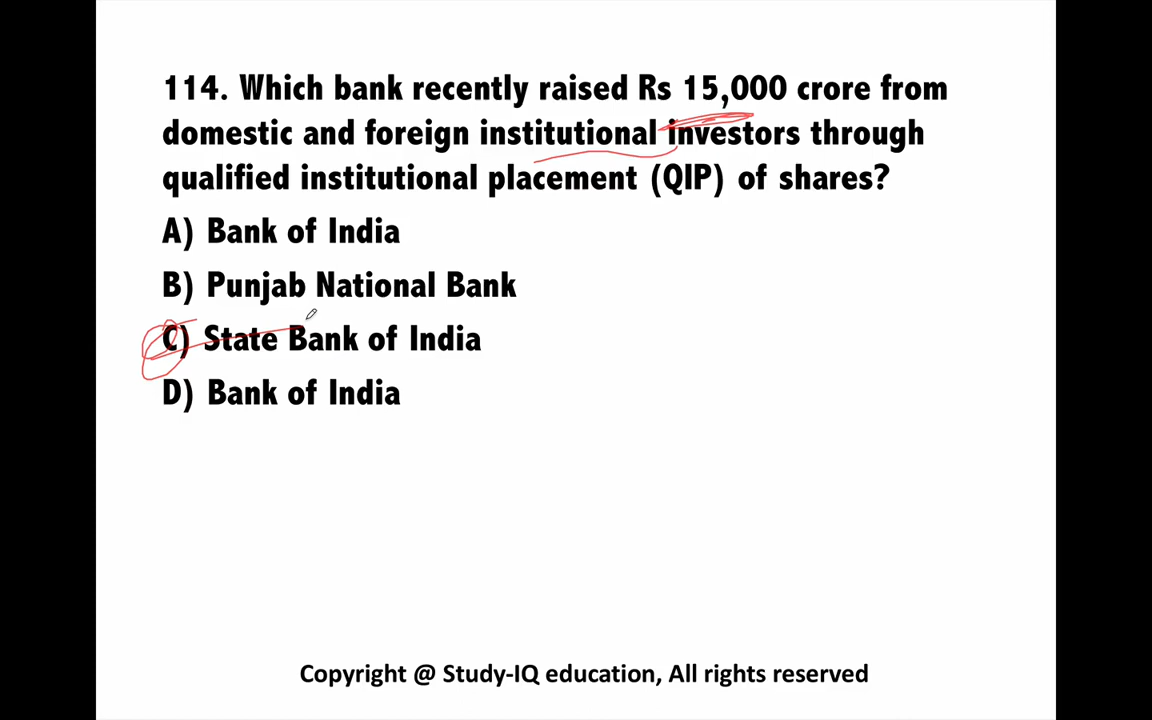 114. Which bank recently raised Rs 15,000 crore from
domestic and foreign institutional investors through
qualified institutional placement (QIP) of shares?
A) Bank of India
B) Punjab National Bank
C) State Bank of India
D) Bank of India
Copyright @ Study-IQ education, All rights reserved